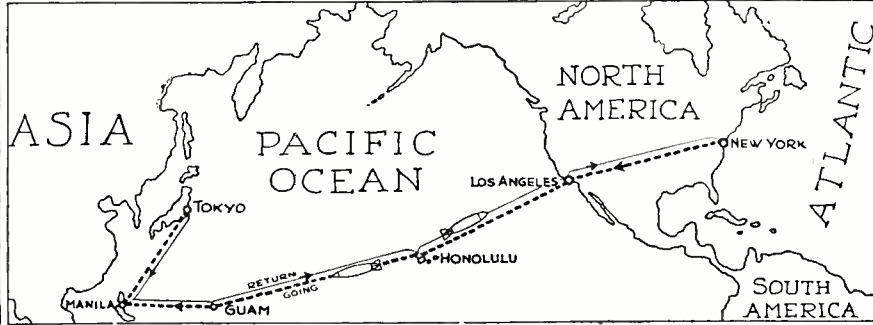 ASIA
PACIFIC
OCEAN
NORTH
AMERICA
ATLANTIC
NEW YORK
LOS ANGELES
TOKYO
HONOLULU
RETURN
GOING
MANILA
GUAM
SOUTH
AMERICA